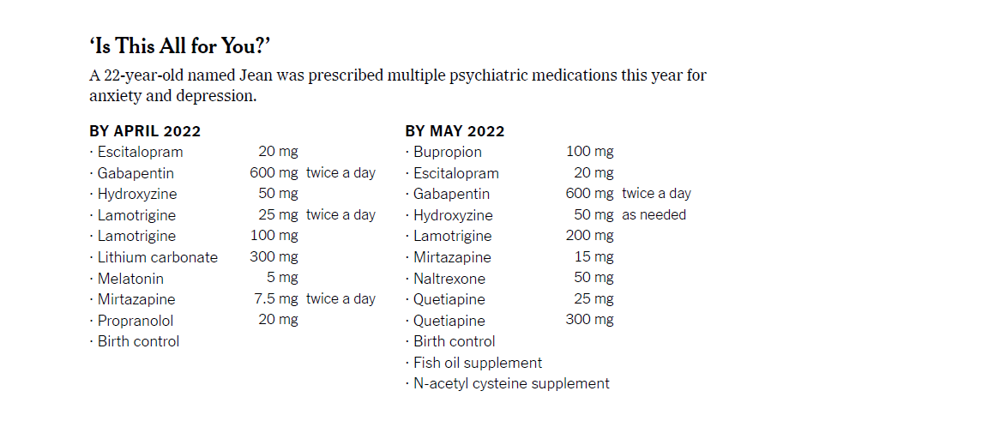 ‘Is This All for You?’
A 22-year-old named Jean was prescribed multiple psychiatric medications this year for
anxiety and depression.
BY APRIL 2022
· Escitalopram 20 mg
· Gabapentin 600 mg twice a day
· Hydroxyzine 50 mg
· Lamotrigine 25 mg twice a day
· Lamotrigine 100 mg
· Lithium carbonate 300 mg
· Melatonin 5 mg
· Mirtazapine 7.5 mg twice a day
· Propranolol 20 mg
· Birth control
BY MAY 2022
· Bupropion 100 mg
· Escitalopram 20 mg
· Gabapentin 600 mg twice a day
· Hydroxyzine 50 mg as needed
· Lamotrigine 200 mg
· Mirtazapine 15 mg
· Naltrexone 50 mg
· Quetiapine 25 mg
· Quetiapine 300 mg
· Birth control
· Fish oil supplement
· N-acetyl cysteine supplement